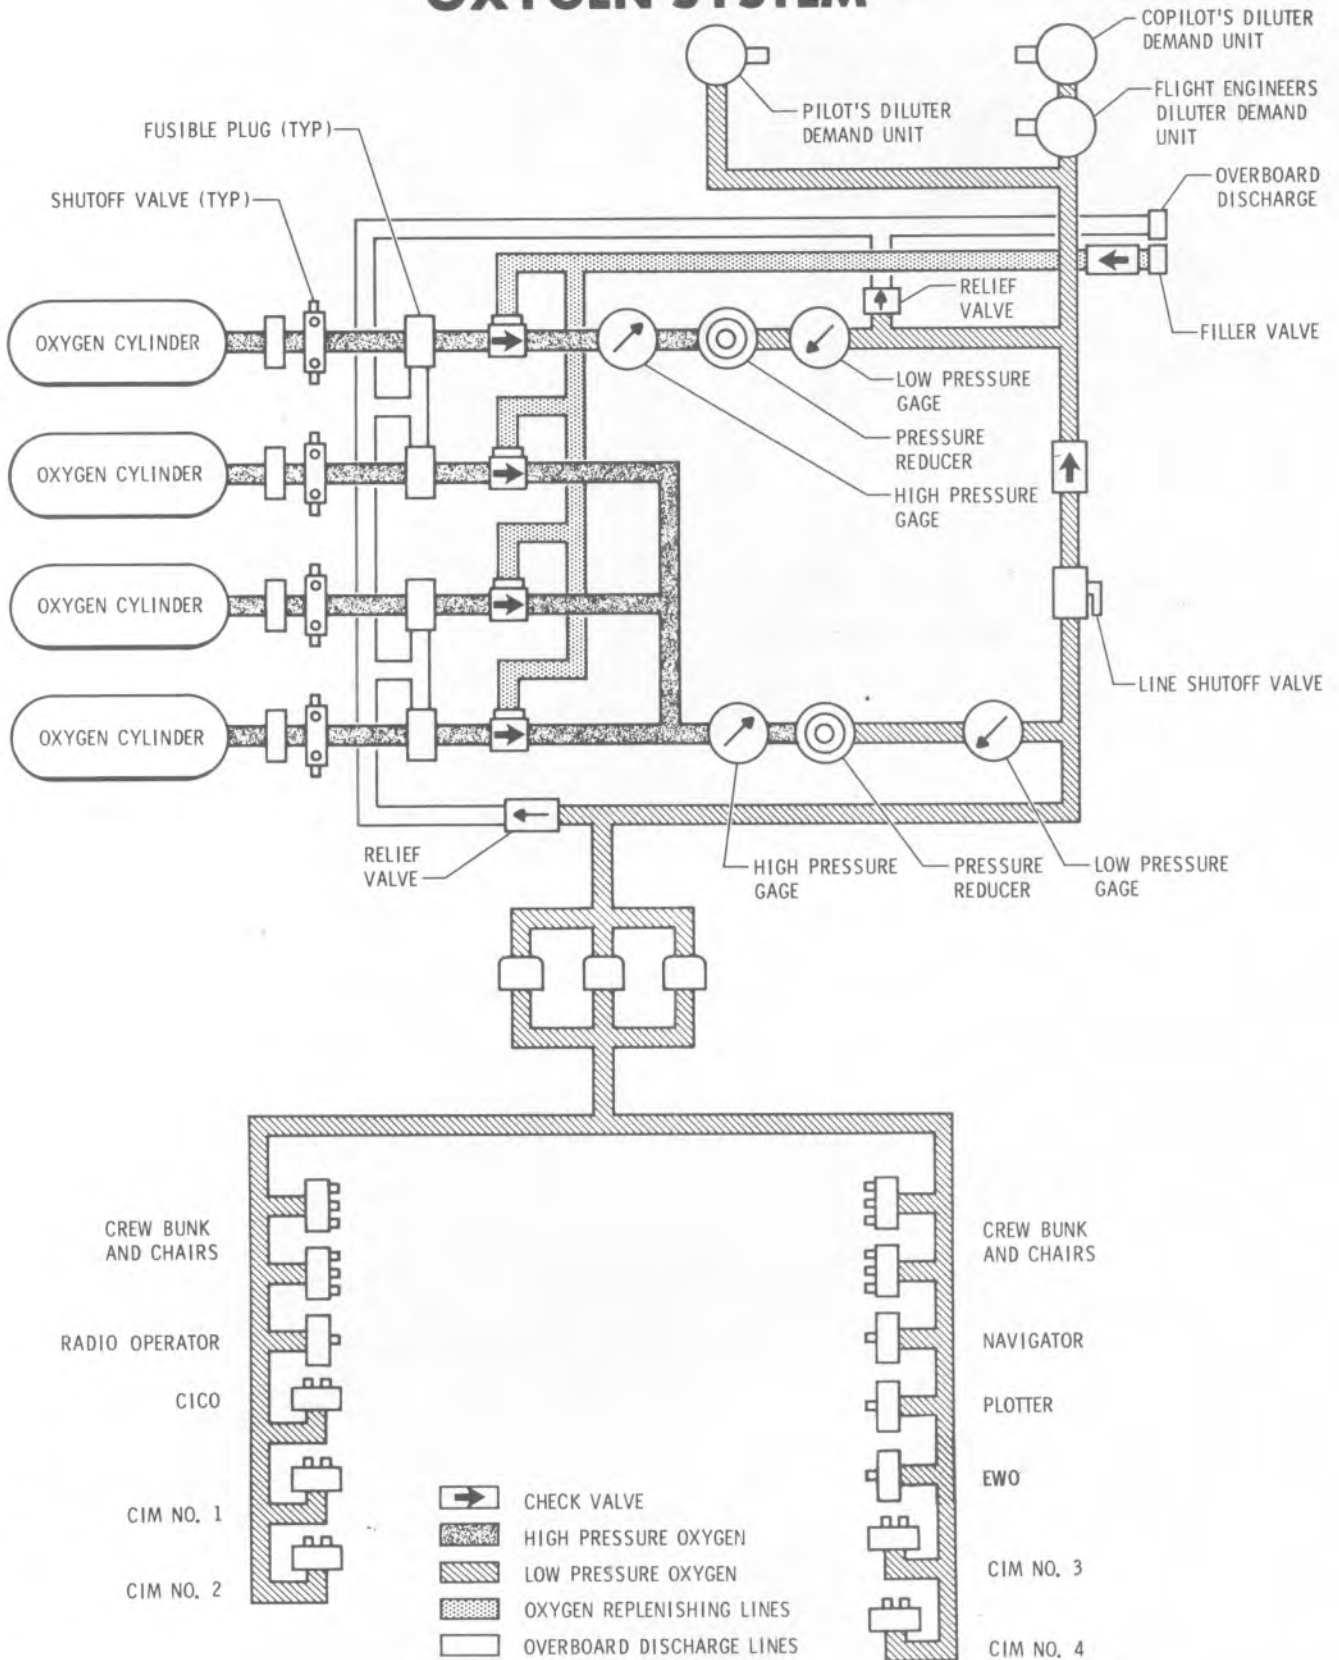 OXYGEN SYSTEM
COPILOT'S DILUTER
DEMAND UNIT
PILOT'S DILUTER
DEMAND UNIT
FLIGHT ENGINEERS
DILUTER DEMAND
UNIT
FUSIBLE PLUG (TYP)
SHUTOFF VALVE (TYP)
OVERBOARD
DISCHARGE
RELIEF
VALVE
FILLER VALVE
OXYGEN CYLINDER
LOW PRESSURE
GAGE
PRESSURE
REDUCER
HIGH PRESSURE
GAGE
OXYGEN CYLINDER
OXYGEN CYLINDER
LINE SHUTOFF VALVE
OXYGEN CYLINDER
RELIEF
VALVE
HIGH PRESSURE
GAGE
PRESSURE
REDUCER
LOW PRESSURE
GAGE
CREW BUNK
AND CHAIRS
RADIO OPERATOR
CICO
CIM NO. 1
CIM NO. 2
CREW BUNK
AND CHAIRS
NAVIGATOR
PLOTTER
EWO
CIM NO. 3
CIM NO. 4
CHECK VALVE
HIGH PRESSURE OXYGEN
LOW PRESSURE OXYGEN
OXYGEN REPLENISHING LINES
OVERBOARD DISCHARGE LINES